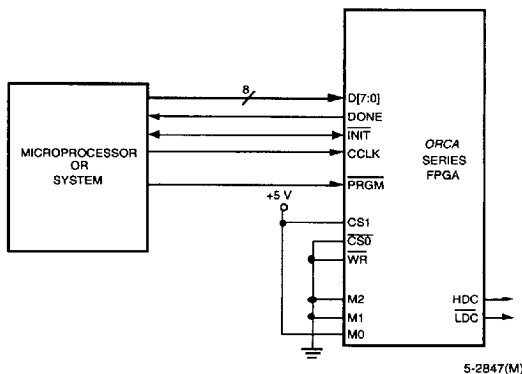 8
D[7:0]
DONE
INIT
CCLK
PRGM
MICROPROCESSOR
OR
SYSTEM
ORCA
SERIES
FPGA
+5 V
CS1
CS0
WR
M2
M1
M0
HDC
LDC
5-2847(M)